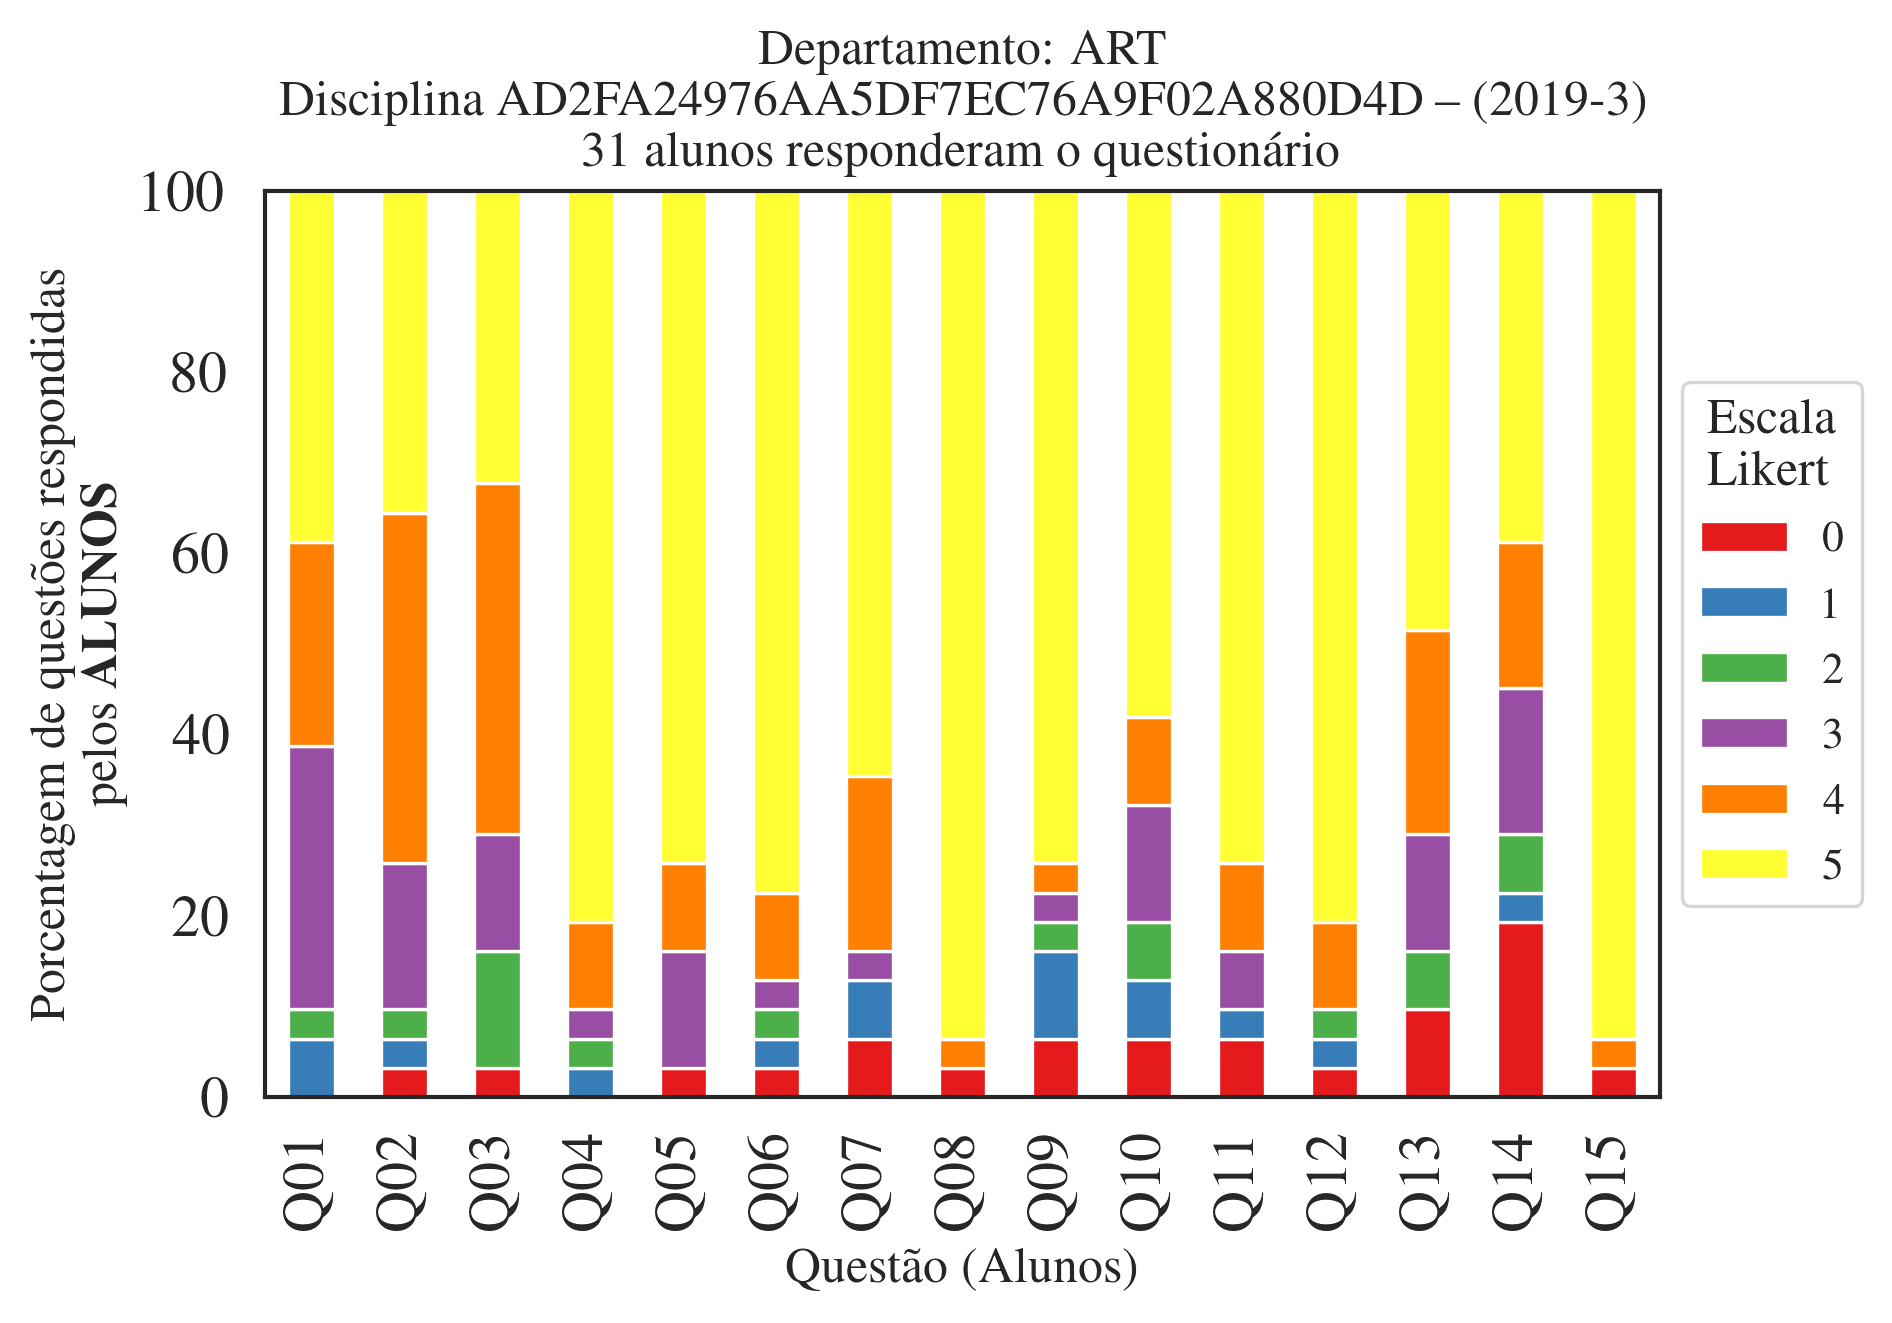 Departamento: ART
Disciplina AD2FA24976AA5DF7EC76A9F02A880D4D – (2019-3)
31 alunos responderam o questionário
Porcentagem de questões respondidas
pelos ALUNOS
100
80
60
40
20
0
Q01
Q02
Q03
Q04
Q05
Q06
Q07
Q08
Q09
Q10
Q11
Q12
Q13
Q14
Q15
Questão (Alunos)
Escala
Likert
0
1
2
3
4
5